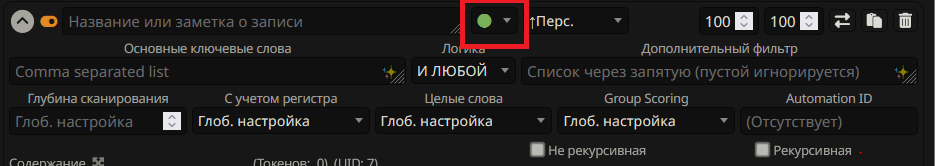 Название или заметка о записи ↑Перс. 100 100
Основные ключевые слова Логика Дополнительный фильтр
Comma separated list И ЛЮБОЙ Список через запятую (пустой игнорируется)
Глубина сканирования С учетом регистра Целые слова Group Scoring Automation ID
Глоб. настройка Глоб. настройка Глоб. настройка Глоб. настройка (Отсутствует)
Не рекурсивная Рекурсивная
Содержание (Токенов: 0) (UID: 7)